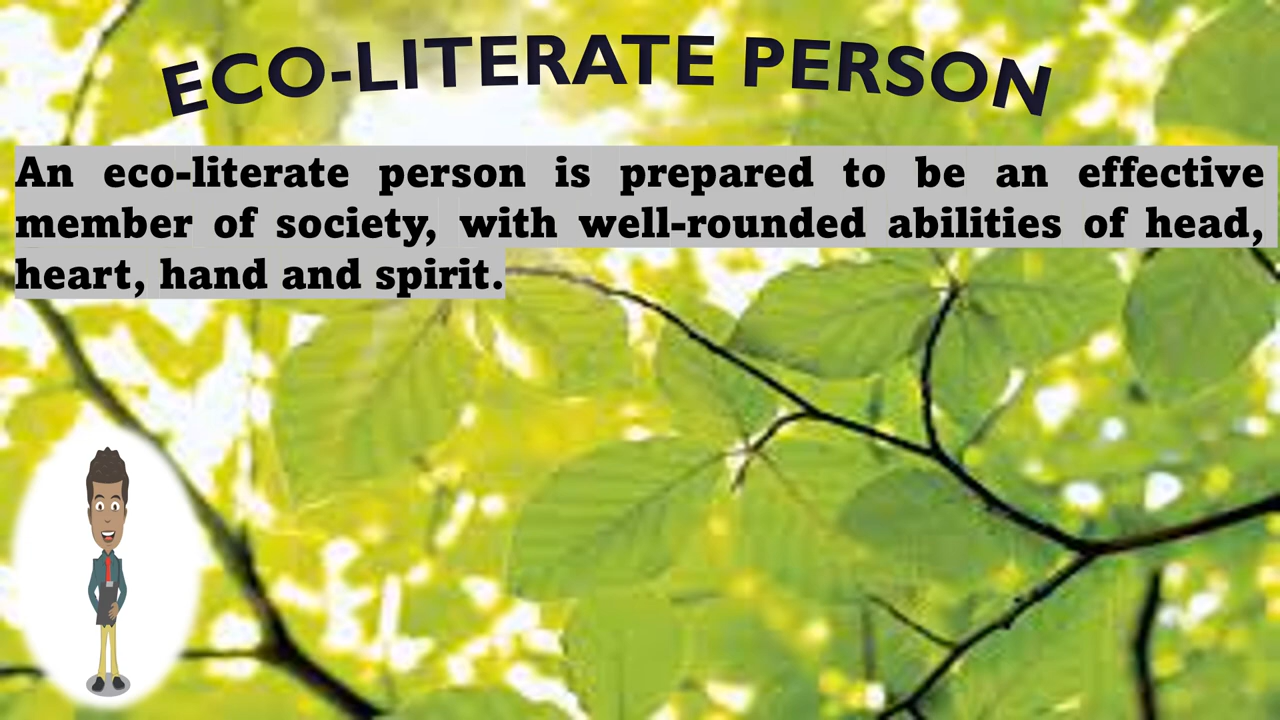 ECO-LITERATE PERSON
An eco-literate person is prepared to be an effective
member of society, with well-rounded abilities of head,
heart, hand and spirit.